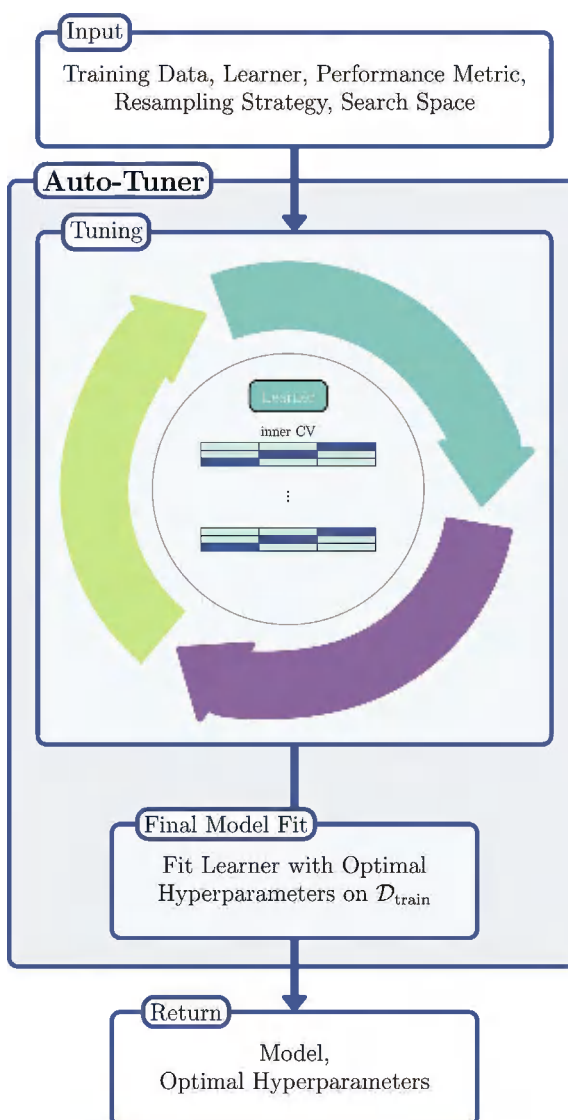 Input
Training Data, Learner, Performance Metric,
Resampling Strategy, Search Space
Auto-Tuner
Tuning
Learner
inner CV
⋮
Final Model Fit
Fit Learner with Optimal
Hyperparameters on 𝒟train
Return
Model,
Optimal Hyperparameters